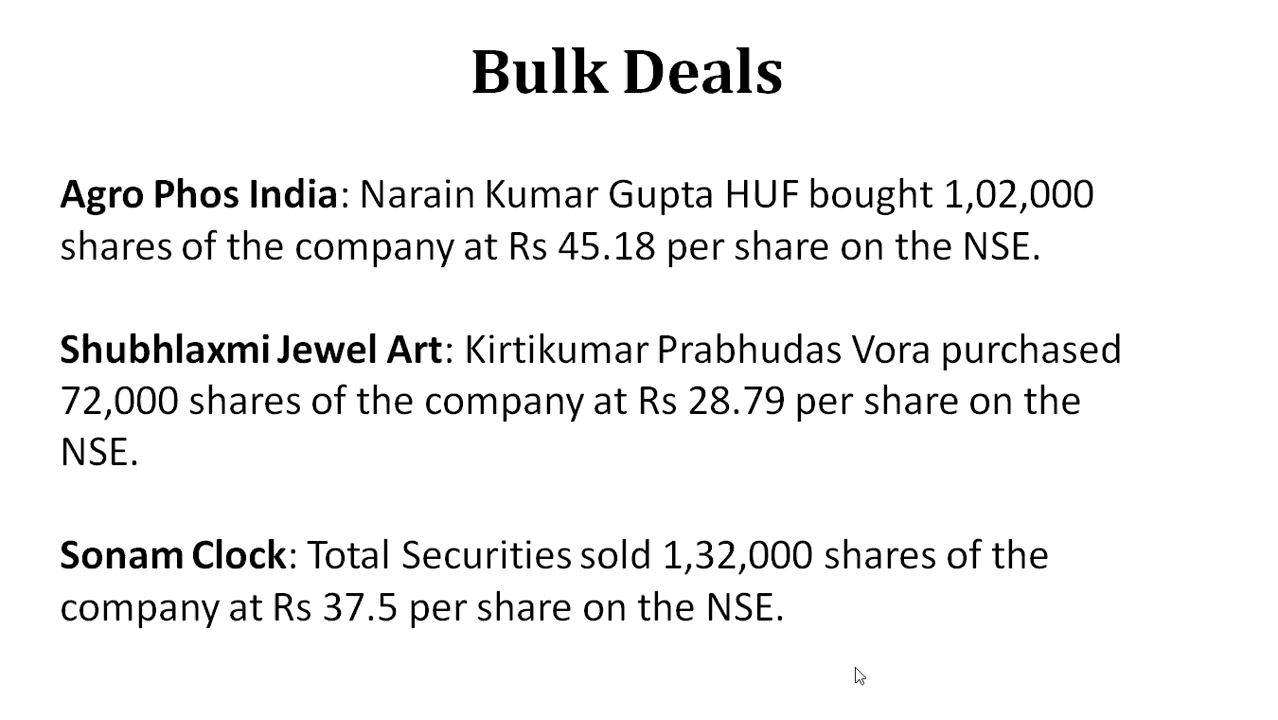 Bulk Deals
Agro Phos India: Narain Kumar Gupta HUF bought 1,02,000
shares of the company at Rs 45.18 per share on the NSE.
Shubhlaxmi Jewel Art: Kirtikumar Prabhudas Vora purchased
72,000 shares of the company at Rs 28.79 per share on the
NSE.
Sonam Clock: Total Securities sold 1,32,000 shares of the
company at Rs 37.5 per share on the NSE.